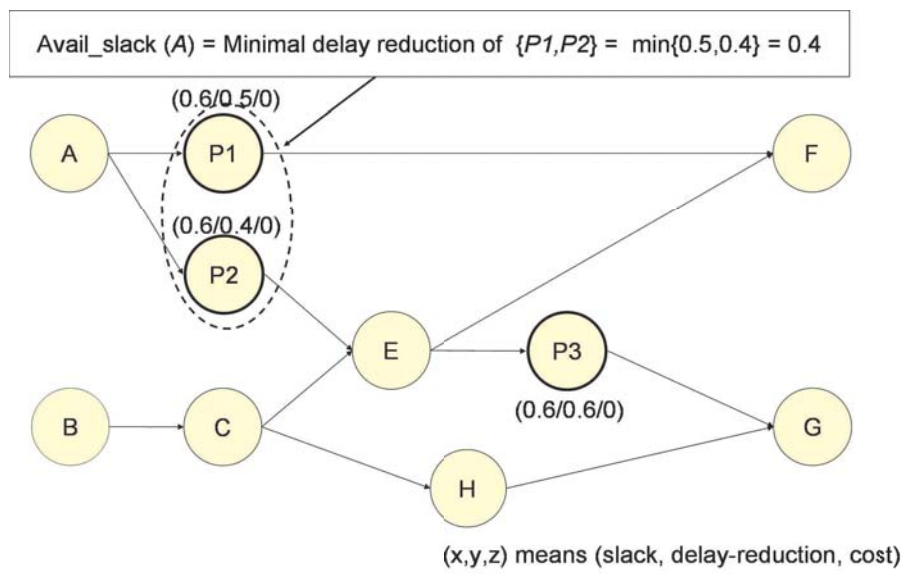 Avail_slack (A) = Minimal delay reduction of {P1,P2} = min{0.5,0.4} = 0.4
(0.6/0.5/0)
A
P1
F
(0.6/0.4/0)
P2
E
P3
(0.6/0.6/0)
B
C
G
H
(x,y,z) means (slack, delay-reduction, cost)